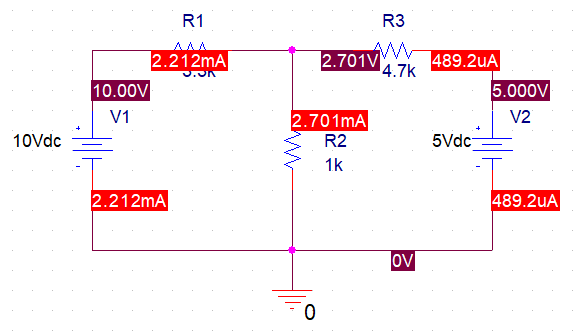 R1
R3
2.212mA
3.3k
2.701V
489.2uA
4.7k
10.00V
5.000V
V1
V2
2.701mA
10Vdc
R2
5Vdc
1k
2.212mA
489.2uA
0V
0